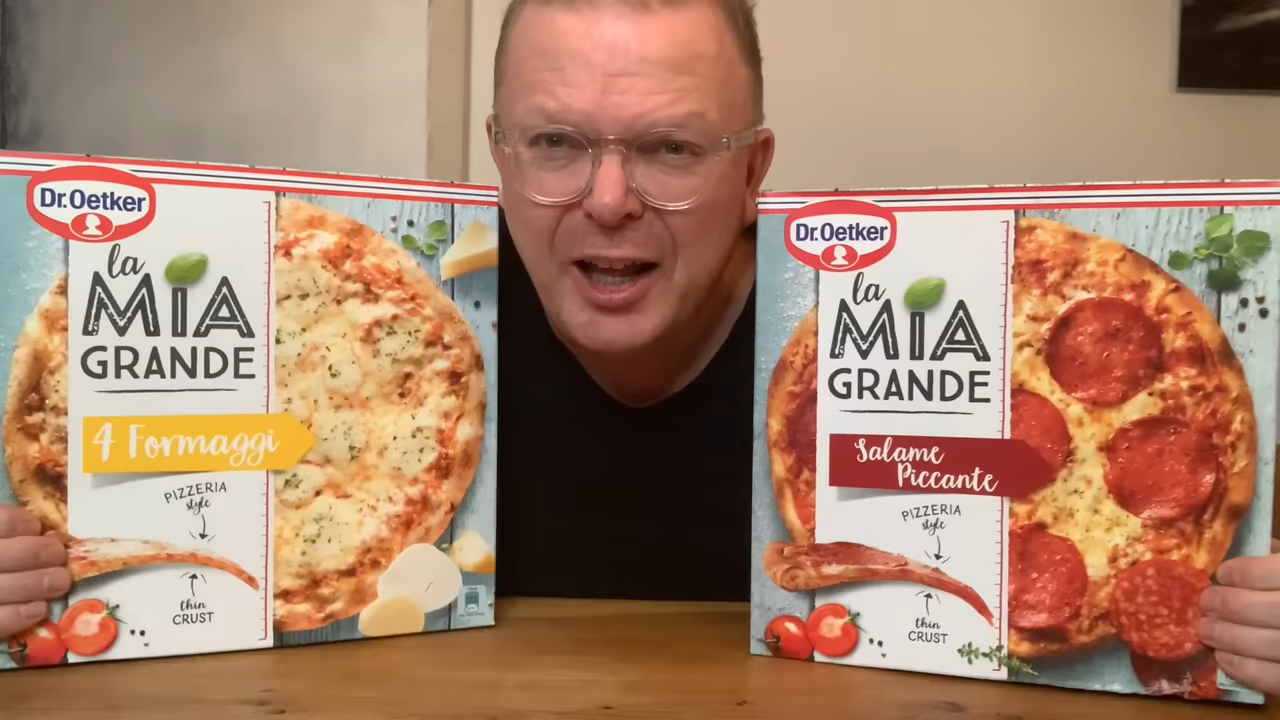 Dr. Oetker
la
MIA
GRANDE
4 Formaggi
PIZZERIA
style
thin
CRUST
Dr. Oetker
la
MIA
GRANDE
Salame
Piccante
PIZZERIA
style
thin
CRUST